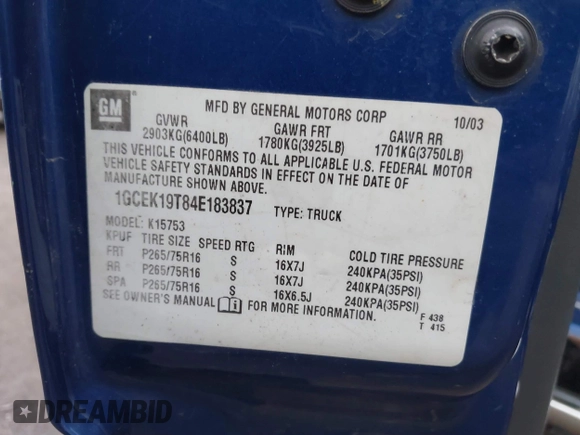 GM
MFD BY GENERAL MOTORS CORP 10/03
GVWR GAWR FRT GAWR RR
2903KG(6400LB) 1780KG(3925LB) 1701KG(3750LB)
THIS VEHICLE CONFORMS TO ALL APPLICABLE U.S. FEDERAL MOTOR
VEHICLE SAFETY STANDARDS IN EFFECT ON THE DATE OF
MANUFACTURE SHOWN ABOVE.
1GCEK19T84E183837 TYPE: TRUCK
MODEL: K15753
KPUF TIRE SIZE SPEED RTG RIM COLD TIRE PRESSURE
FRT P265/75R16 S 16X7J 240KPA(35PSI)
RR P265/75R16 S 16X7J 240KPA(35PSI)
SPA P265/75R16 S 16X6.5J 240KPA(35PSI)
SEE OWNER'S MANUAL FOR MORE INFORMATION.
F 438
T 415
DREAMBID